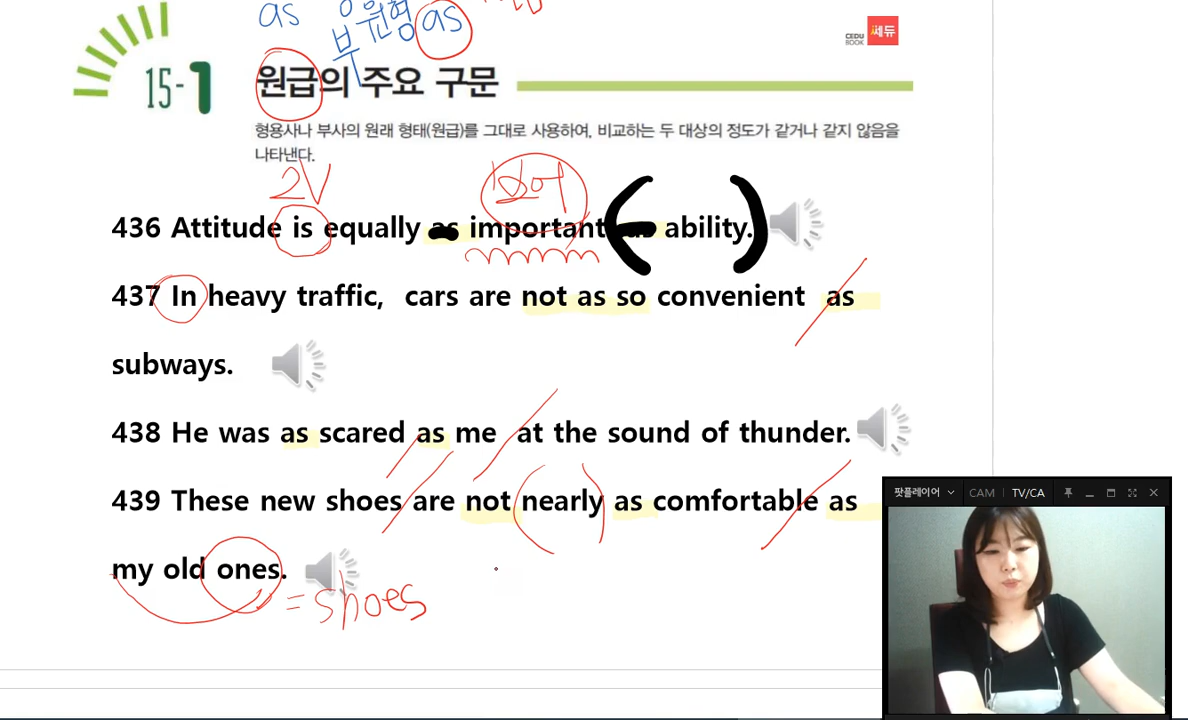 as 부 원형 as
CEDU BOOK 쎄듀
15-1 원급의 주요 구문
형용사나 부사의 원래 형태(원급)를 그대로 사용하여, 비교하는 두 대상의 정도가 같거나 같지 않음을
나타낸다.
2V 보어
436 Attitude is equally as important as ability.
437 In heavy traffic, cars are not as so convenient as
subways.
438 He was as scared as me at the sound of thunder.
439 These new shoes are not nearly as comfortable as
my old ones.
= shoes
팟플레이어 CAM TV/CA